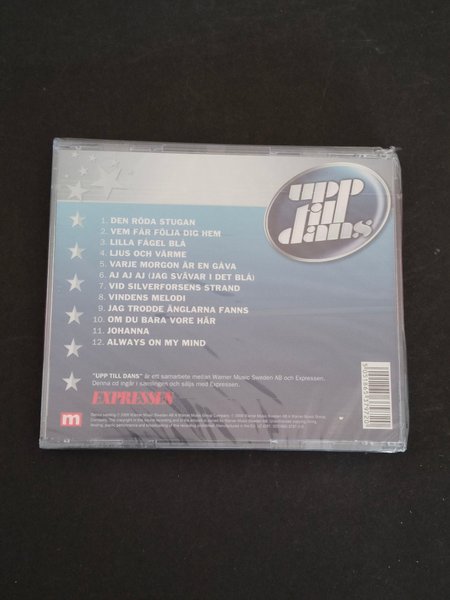 upp
till
dans
1. DEN RÖDA STUGAN
2. VEM FÅR FÖLJA DIG HEM
3. LILLA FÅGEL BLÅ
4. LJUS OCH VÄRME
5. VARJE MORGON ÄR EN GÅVA
6. AJ AJ AJ (JAG SVÄVAR I DET BLÅ)
7. VID SILVERFORSENS STRAND
8. VINDENS MELODI
9. JAG TRODDE ÄNGLARNA FANNS
10. OM DU BARA VORE HÄR
11. JOHANNA
12. ALWAYS ON MY MIND
"UPP TILL DANS" är ett samarbete mellan Warner Music Sweden AB och Expressen.
Denna cd ingår i samlingen och säljs med Expressen.
EXPRESSEN
m